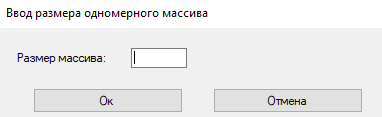 Ввод размера одномерного массива
Размер массива:
Ок Отмена